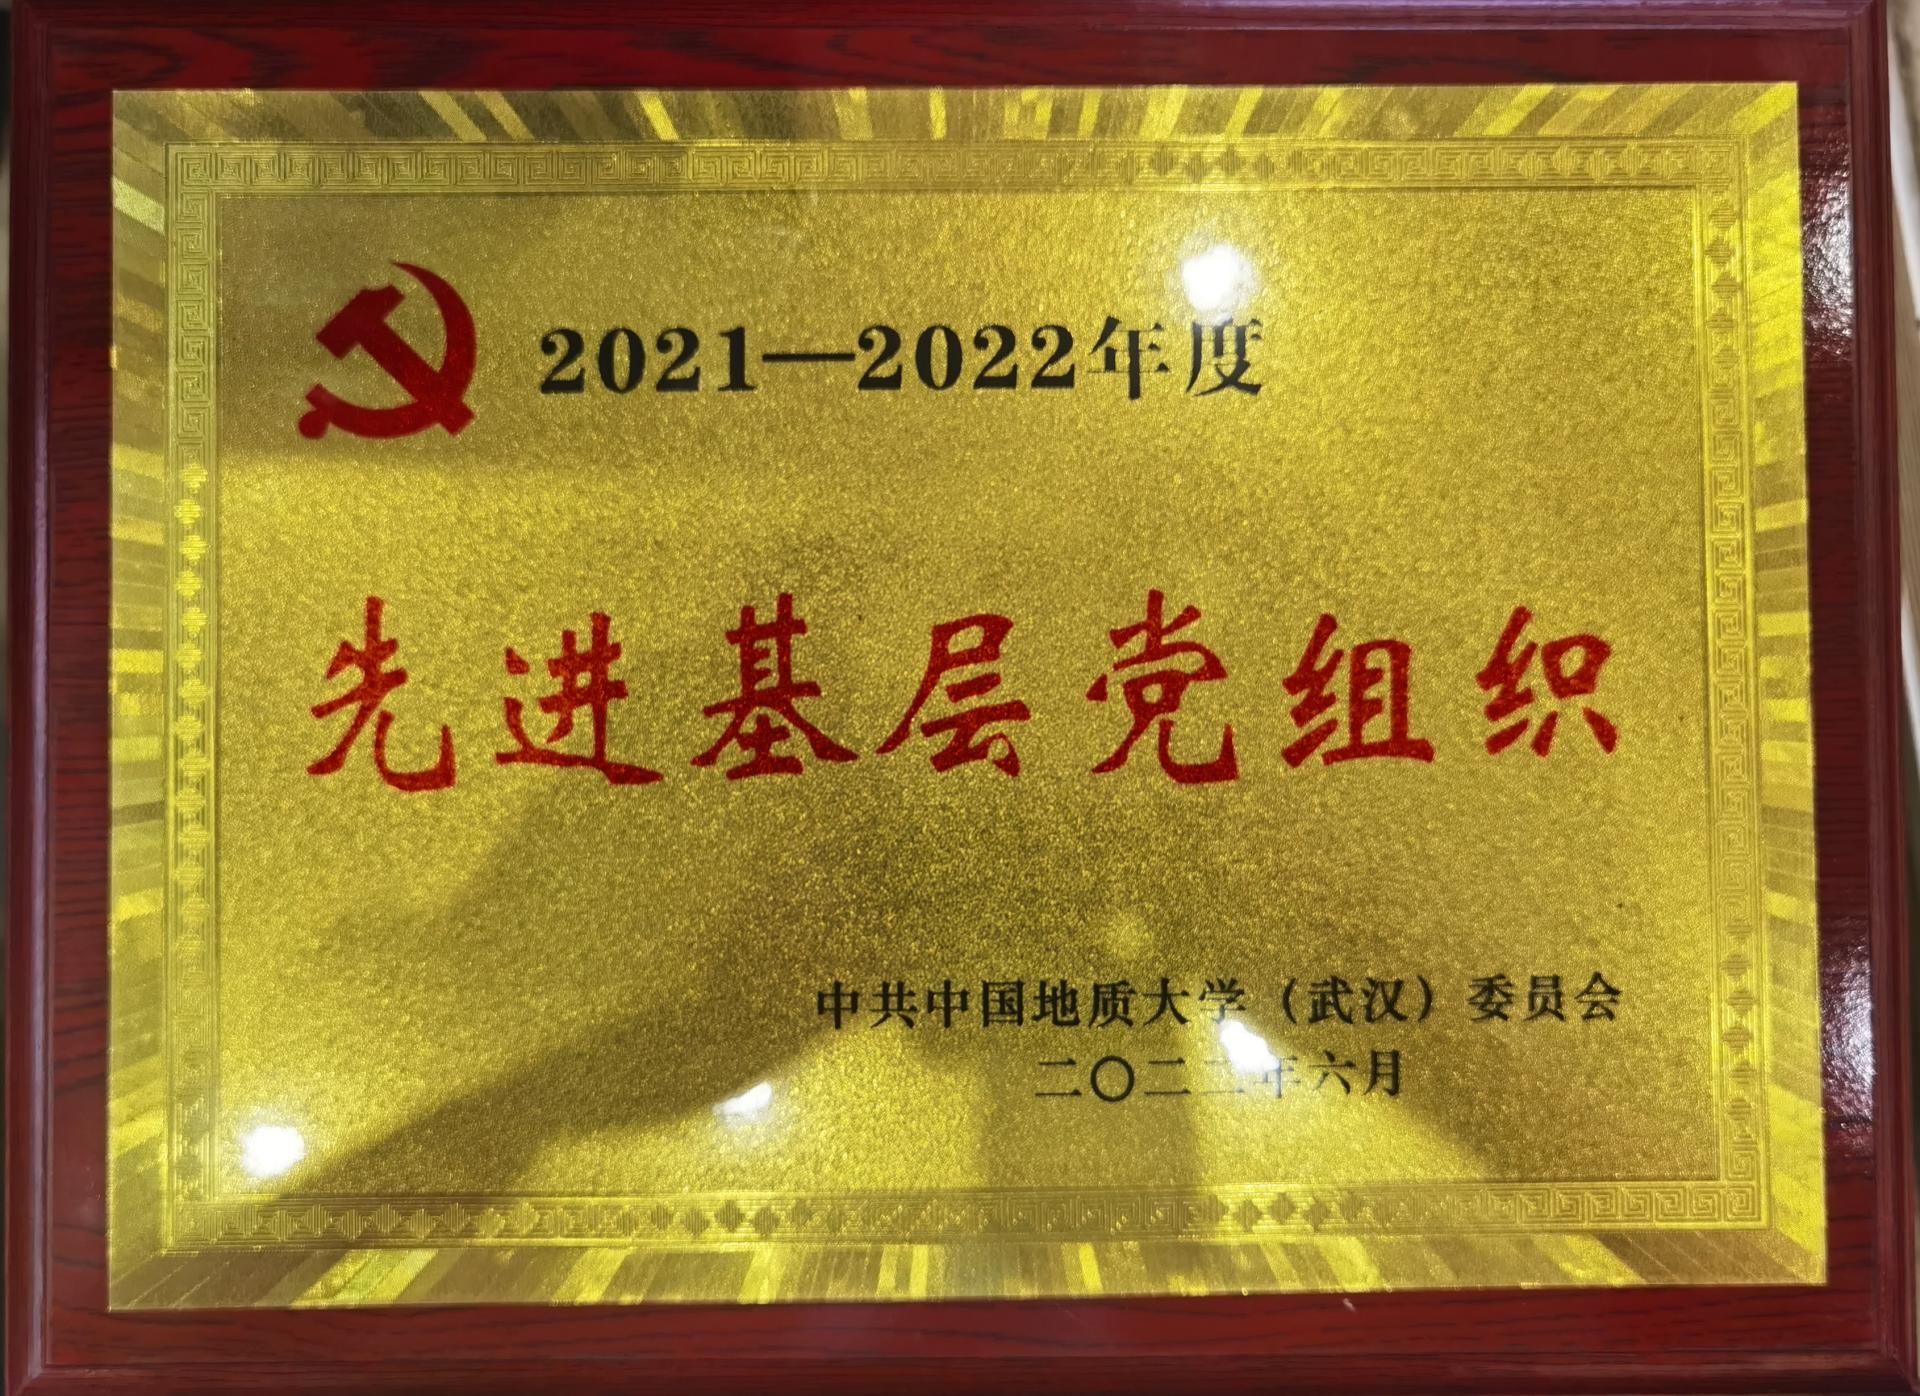 2021—2022年度
先进基层党组织
中共中国地质大学（武汉）委员会
二〇二二年六月